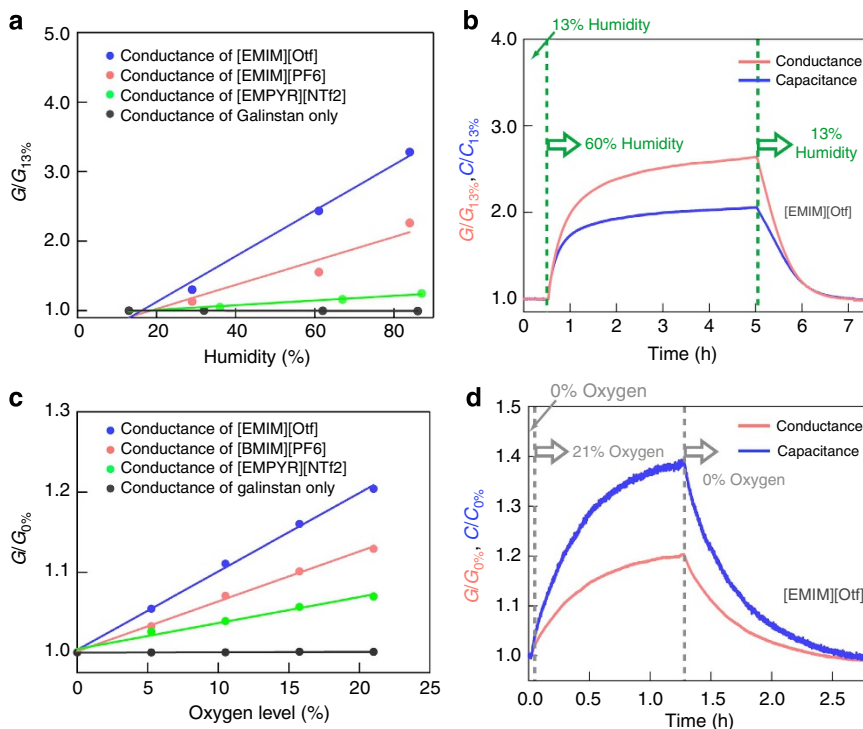 a
5.0
4.0
3.0
2.0
1.0
G/G13%
Conductance of [EMIM][Otf]
Conductance of [EMIM][PF6]
Conductance of [EMPYR][NTf2]
Conductance of Galinstan only
0 20 40 60 80
Humidity (%)
b
13% Humidity
4.0
3.0
2.0
1.0
G/G13%, C/C13%
Conductance
Capacitance
60% Humidity
13%
Humidity
[EMIM][Otf]
0 1 2 3 4 5 6 7
Time (h)
c
1.3
1.2
1.1
1.0
G/G0%
Conductance of [EMIM][Otf]
Conductance of [BMIM][PF6]
Conductance of [EMPYR][NTf2]
Conductance of galinstan only
0 5 10 15 20 25
Oxygen level (%)
d
0% Oxygen
1.5
1.4
1.3
1.2
1.1
1.0
G/G0%, C/C0%
Conductance
Capacitance
21% Oxygen
0% Oxygen
[EMIM][Otf]
0.0 0.5 1.0 1.5 2.0 2.5
Time (h)